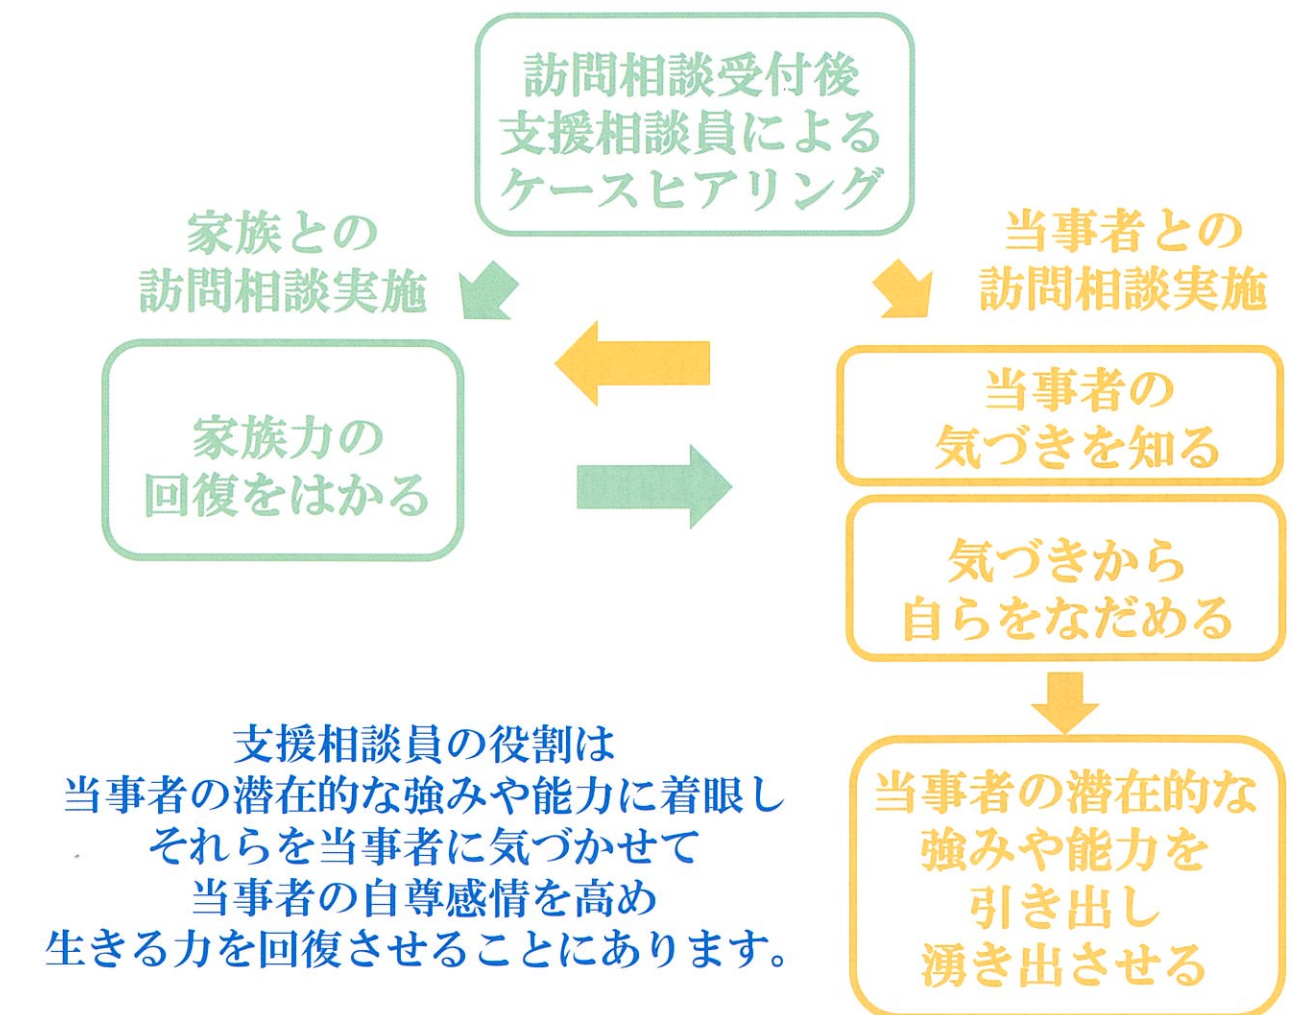 訪問相談受付後
支援相談員による
ケースヒアリング
家族との
訪問相談実施
当事者との
訪問相談実施
家族力の
回復をはかる
当事者の
気づきを知る
気づきから
自らをなだめる
当事者の潜在的な
強みや能力を
引き出し
湧き出させる
支援相談員の役割は
当事者の潜在的な強みや能力に着眼し
それらを当事者に気づかせて
当事者の自尊感情を高め
生きる力を回復させることにあります。